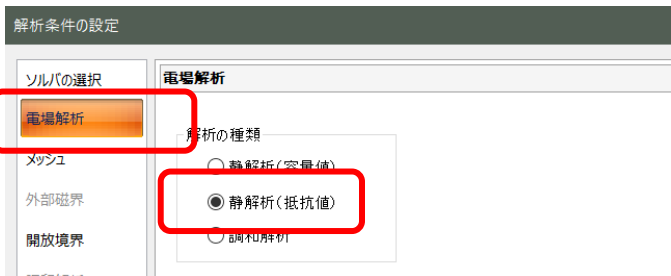 解析条件の設定
ソルバの選択
電場解析
メッシュ
外部磁界
開放境界
電場解析
解析の種類
静解析(容量値)
静解析(抵抗値)
調和解析